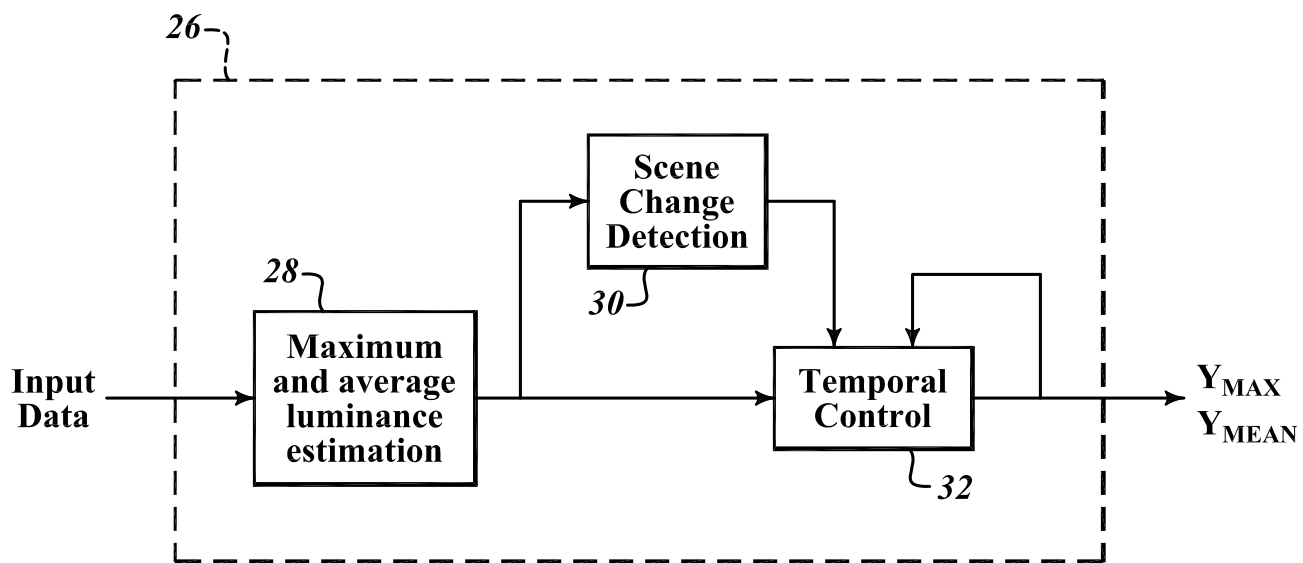 26
Scene
Change
Detection
30
28
Maximum
and average
luminance
estimation
Input
Data
Temporal
Control
32
Y_MAX
Y_MEAN